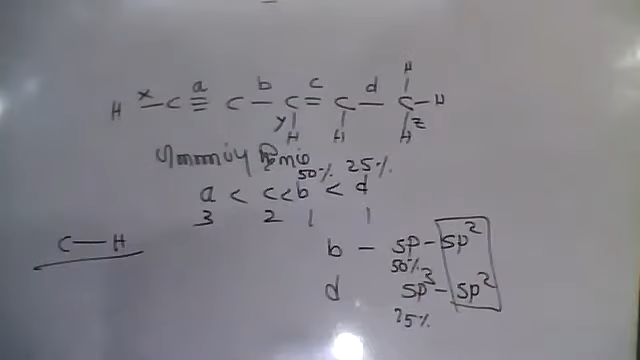 H
x a b c d
H — C ≡ C — C = C — C — H
y H H H z
50% 25%
a < c < b < d
3 2 1 1
C — H
b — sp - sp²
50%
d sp³ - sp²
25%